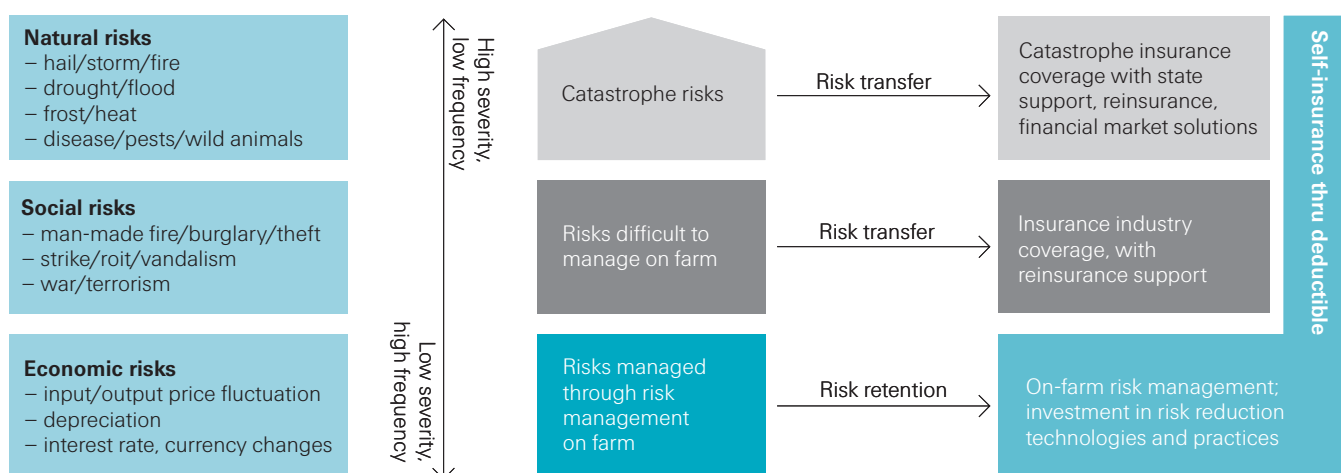 Natural risks
– hail/storm/fire
– drought/flood
– frost/heat
– disease/pests/wild animals
Social risks
– man-made fire/burglary/theft
– strike/roit/vandalism
– war/terrorism
Economic risks
– input/output price fluctuation
– depreciation
– interest rate, currency changes
High severity,
low frequency
Low severity,
high frequency
Catastrophe risks
Risk transfer
Catastrophe insurance
coverage with state
support, reinsurance,
financial market solutions
Risks difficult to
manage on farm
Risk transfer
Insurance industry
coverage, with
reinsurance support
Risks managed
through risk
management
on farm
Risk retention
On-farm risk management;
investment in risk reduction
technologies and practices
Self-insurance thru deductible